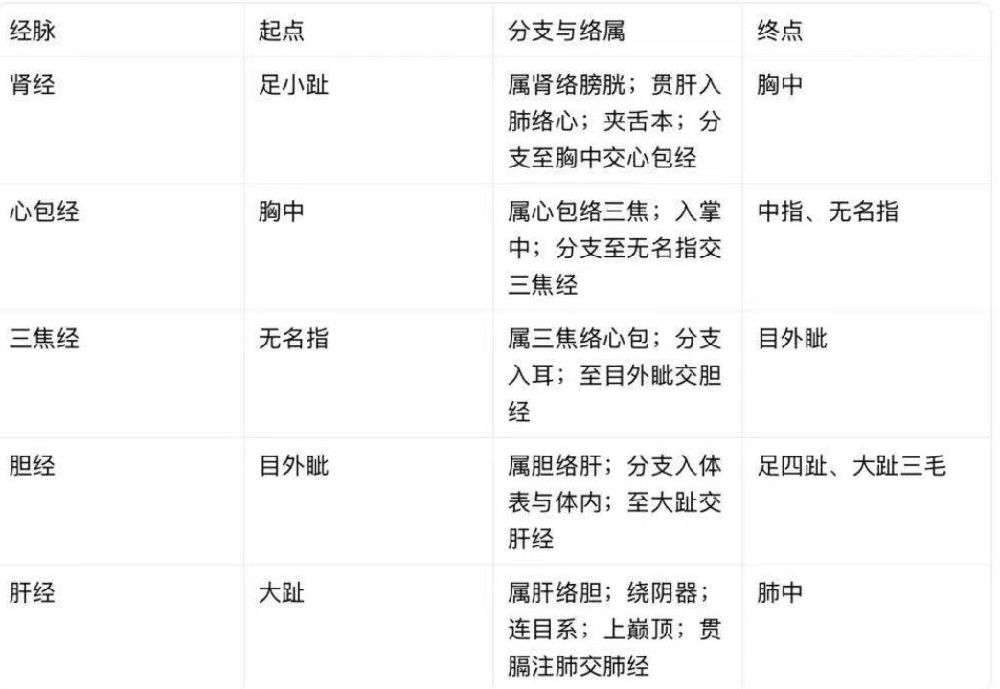 经脉 起点 分支与络属 终点
肾经 足小趾 属肾络膀胱；贯肝入 胸中
肺络心；夹舌本；分
支至胸中交心包经
心包经 胸中 属心包络三焦；入掌 中指、无名指
中；分支至无名指交
三焦经
三焦经 无名指 属三焦络心包；分支 目外眦
入耳；至目外眦交胆
经
胆经 目外眦 属胆络肝；分支入体 足四趾、大趾三毛
表与体内；至大趾交
肝经
肝经 大趾 属肝络胆；绕阴器； 肺中
连目系；上巅顶；贯
膈注肺交肺经